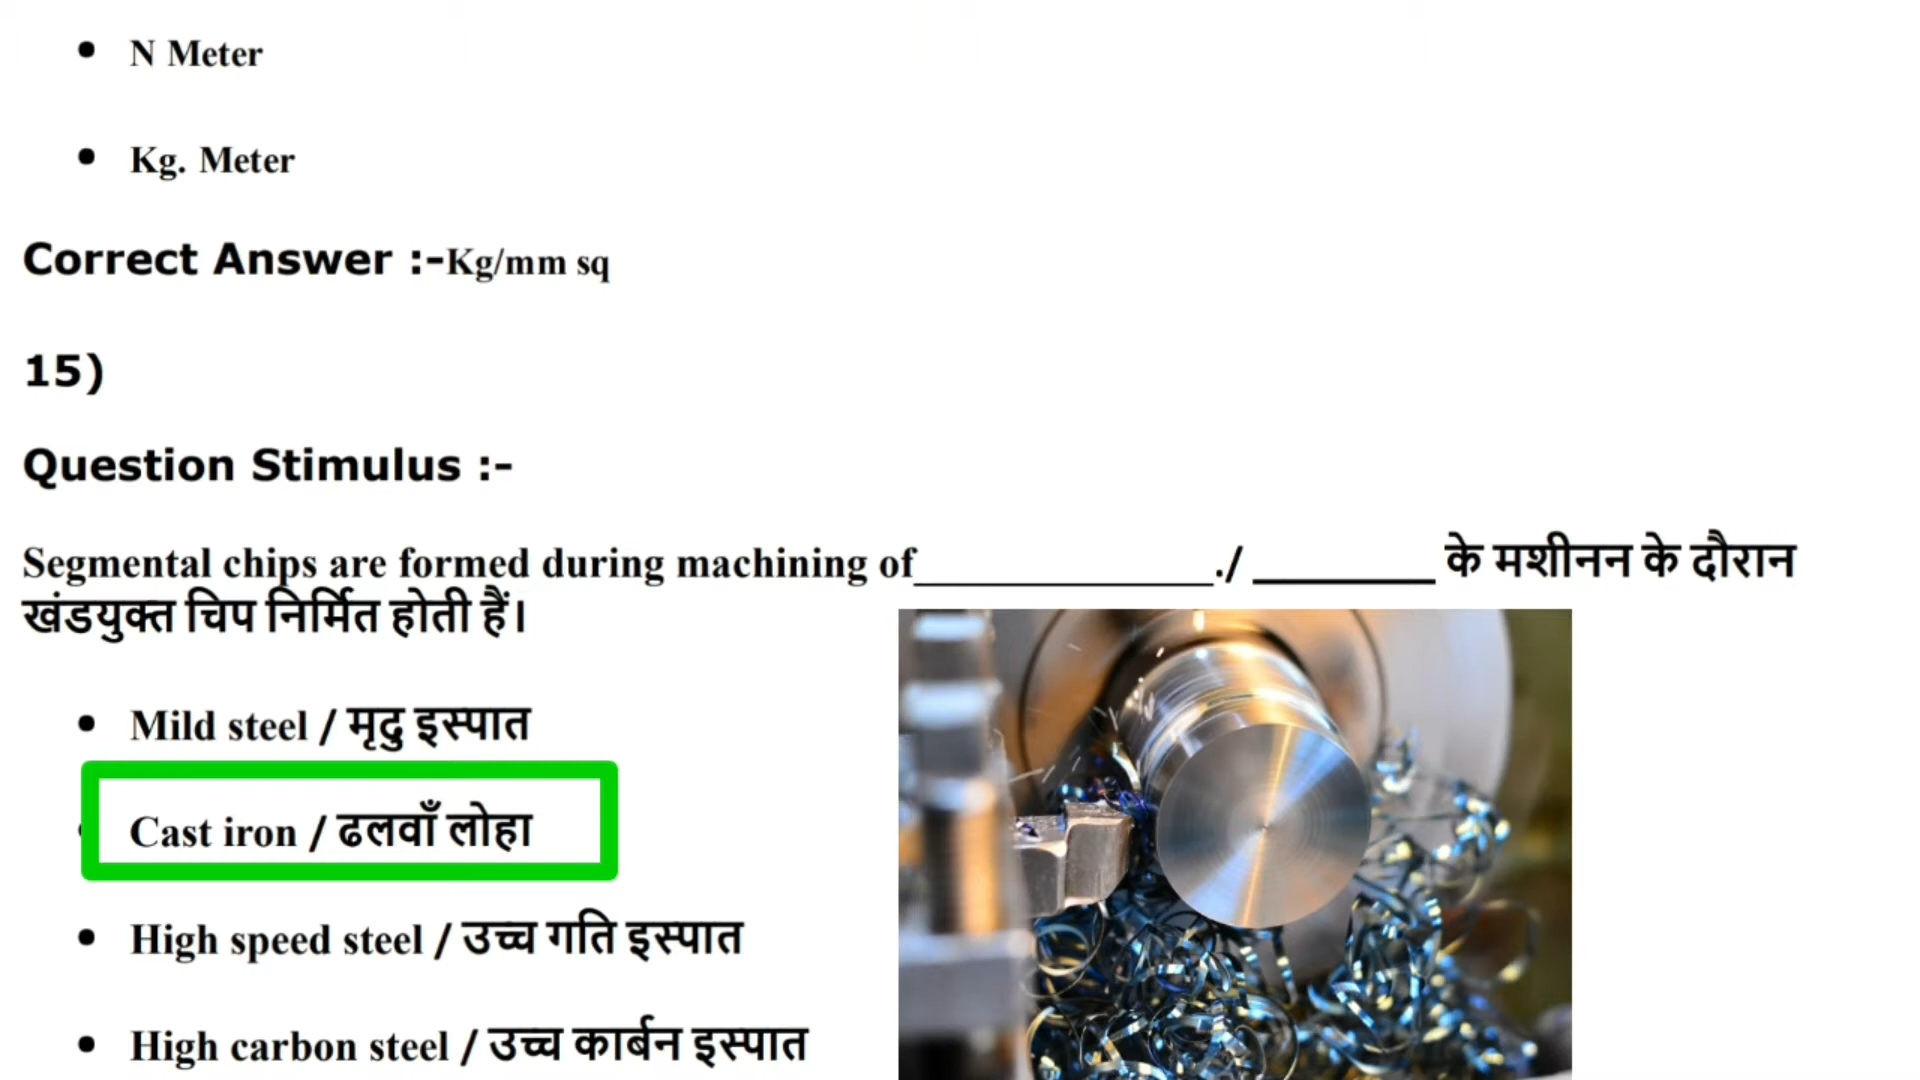 • N Meter
• Kg. Meter
Correct Answer :-Kg/mm sq
15)
Question Stimulus :-
Segmental chips are formed during machining of______________./ _________ के मशीनन के दौरान
खंडयुक्त चिप निर्मित होती हैं।
• Mild steel / मृदु इस्पात
Cast iron / ढलवाँ लोहा
• High speed steel / उच्च गति इस्पात
• High carbon steel / उच्च कार्बन इस्पात